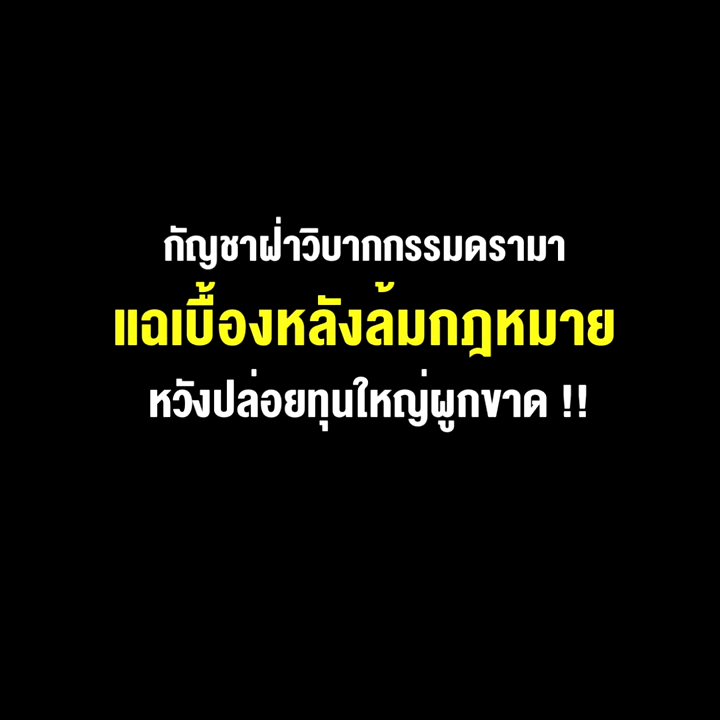 กัญชาฝ่าวิบากกรรมดรามา
แฉเบื้องหลังล้มกฎหมาย
หวังปล่อยทุนใหญ่ผูกขาด !!